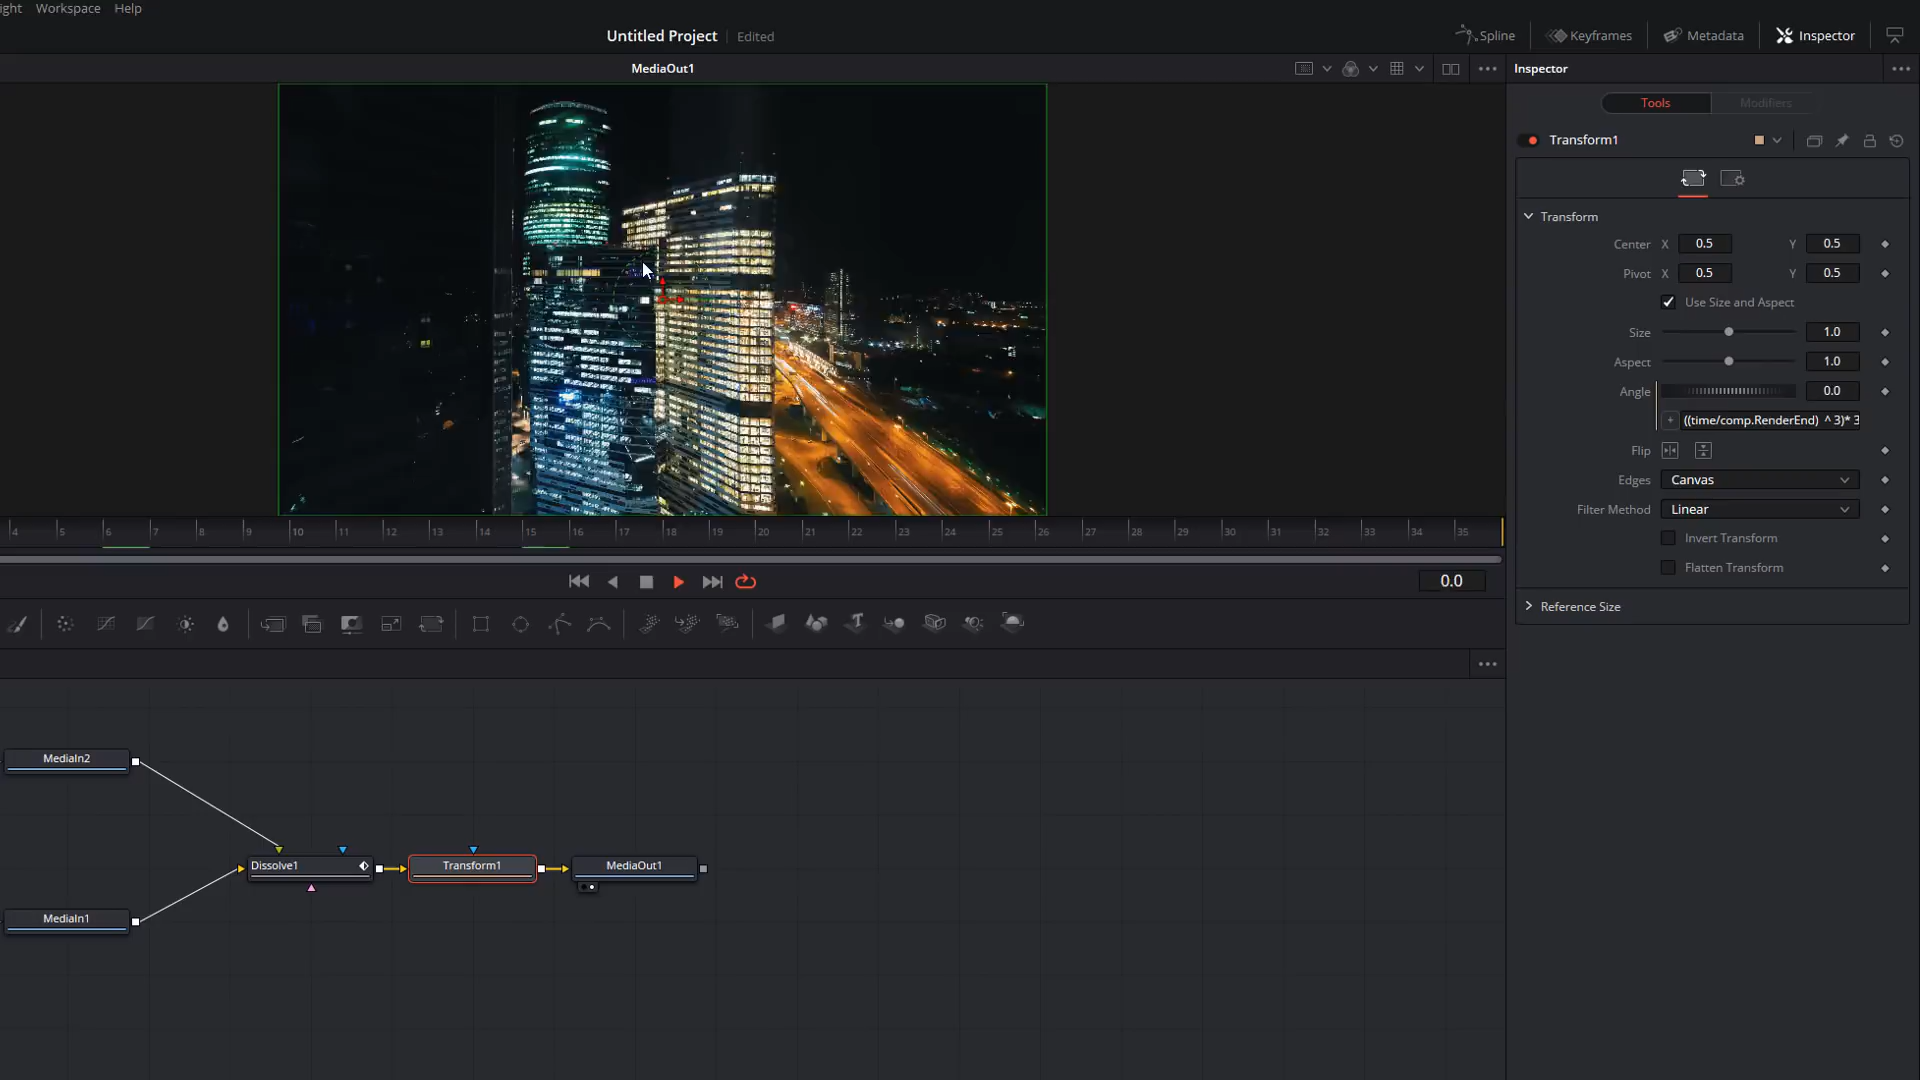 ight Workspace Help
Untitled Project Edited
Spline Keyframes Metadata Inspector
MediaOut1
Inspector
Tools Modifiers
Transform1
Transform
Center X 0.5 Y 0.5
Pivot X 0.5 Y 0.5
Use Size and Aspect
Size 1.0
Aspect 1.0
Angle 0.0
((time/comp.RenderEnd) ^ 3)* 3
Flip
Edges Canvas
Filter Method Linear
Invert Transform
Flatten Transform
Reference Size
4 5 6 7 8 9 10 11 12 13 14 15 16 17 18 19 20 21 22 23 24 25 26 27 28 29 30 31 32 33 34 35
0.0
MediaIn2
Dissolve1 Transform1 MediaOut1
MediaIn1